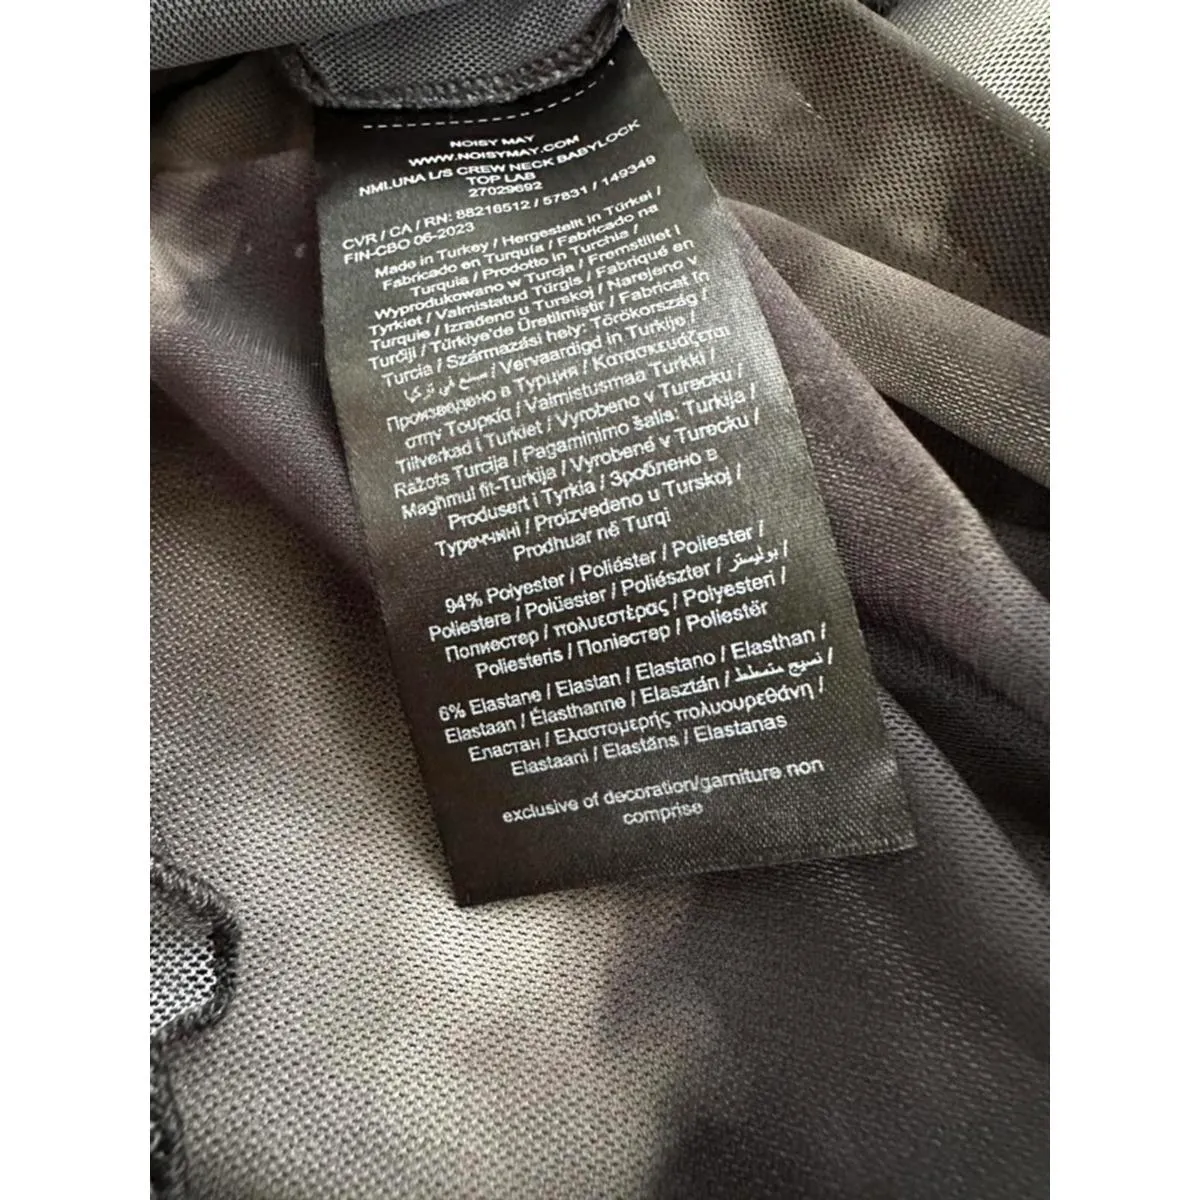 NOISY MAY
WWW.NOISYMAY.COM
NMLUNA L/S CREW NECK BABYLOCK
TOP LAB
27029692
CVR / CA / RN: 88216512 / 57831 / 149349
FIN-CBO 06-2023
Made in Turkey / Hergestellt in Türkei /
Fabricado en Turquía / Fabricado na
Turquia / Prodotto in Turchia /
Wyprodukowano w Turcja / Fremstillet i
Tyrkiet / Valmistatud Türgis / Fabriqué en
Turquie / Izrađeno u Turskoj / Narejeno v
Turčiji / Türkiye'de Üretilmiştir / Fabricat în
Turcia / Származási hely: Törökország /
صنع في تركيا / Vervaardigd in Turkije /
Произведено в Турция / Κατασκευάζεται
στην Τουρκία / Valmistusmaa Turkki /
Tillverkad i Turkiet / Vyrobeno v Turecku /
Ražots Turcija / Pagaminimo šalis: Turkija /
Magħmul fit-Turkija / Vyrobené v Turecku /
Produsert i Tyrkia / Зроблено в
Туреччині / Proizvedeno u Turskoj /
Prodhuar në Turqi
94% Polyester / Poliéster / Poliester /
Poliestere / Polüester / Poliészter / بوليستر /
Полиестер / πολυεστέρας / Polyesteri /
Poliesteris / Поліестер / Poliestër
6% Elastane / Elastan / Elastano / Elasthan /
Elastaan / Élasthanne / Elasztán / نسيج متمطط /
Еластан / Ελαστομερής πολυουρεθάνη /
Elastaani / Elastāns / Elastanas
exclusive of decoration/garniture non
comprise